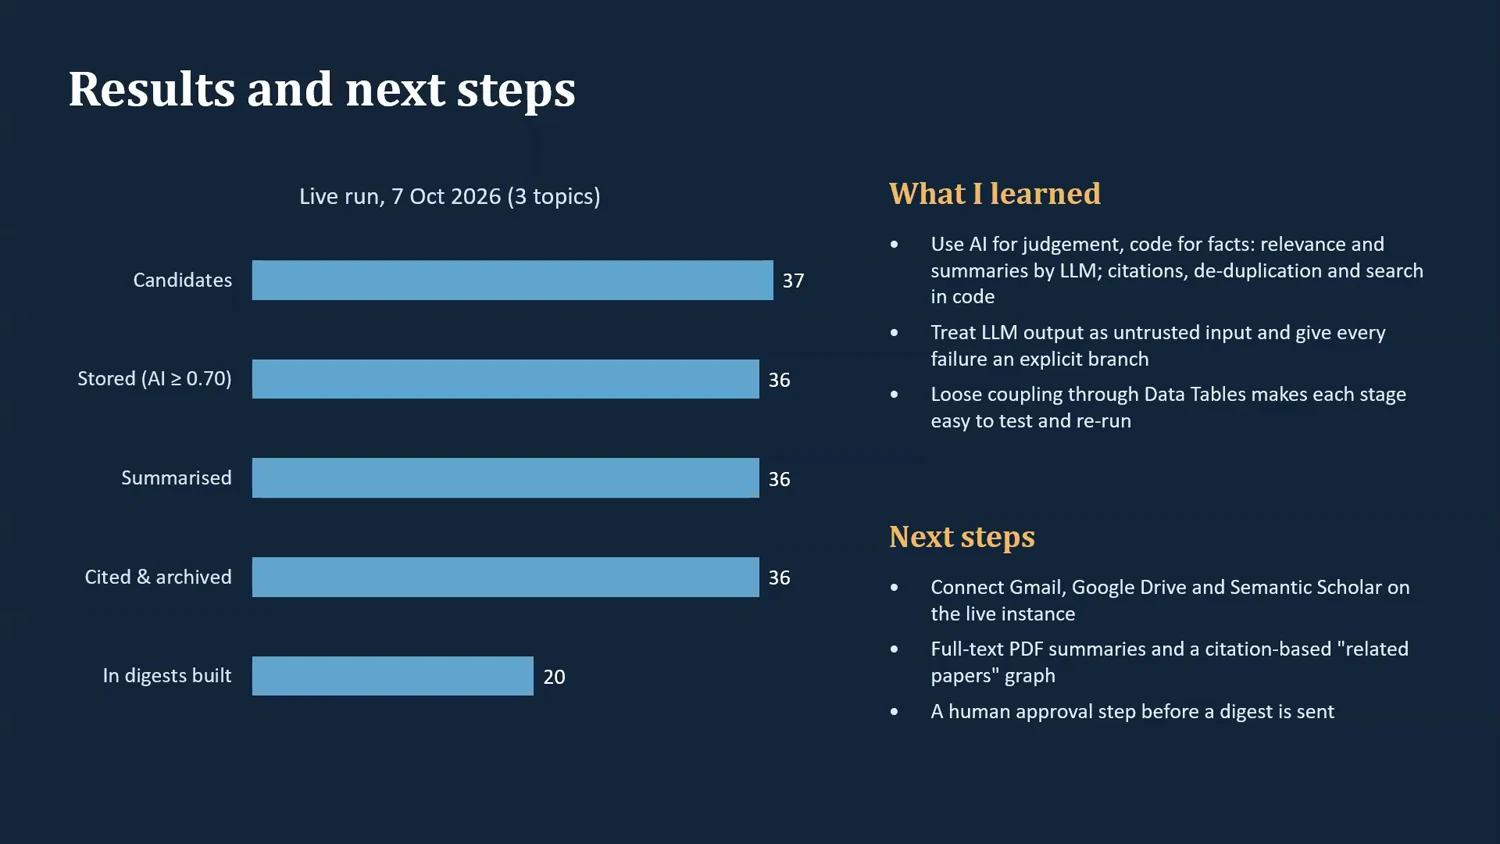 Results and next steps
Live run, 7 Oct 2026 (3 topics)
Candidates 37
Stored (AI ≥ 0.70) 36
Summarised 36
Cited & archived 36
In digests built 20
What I learned
• Use AI for judgement, code for facts: relevance and
summaries by LLM; citations, de-duplication and search
in code
• Treat LLM output as untrusted input and give every
failure an explicit branch
• Loose coupling through Data Tables makes each stage
easy to test and re-run
Next steps
• Connect Gmail, Google Drive and Semantic Scholar on
the live instance
• Full-text PDF summaries and a citation-based "related
papers" graph
• A human approval step before a digest is sent